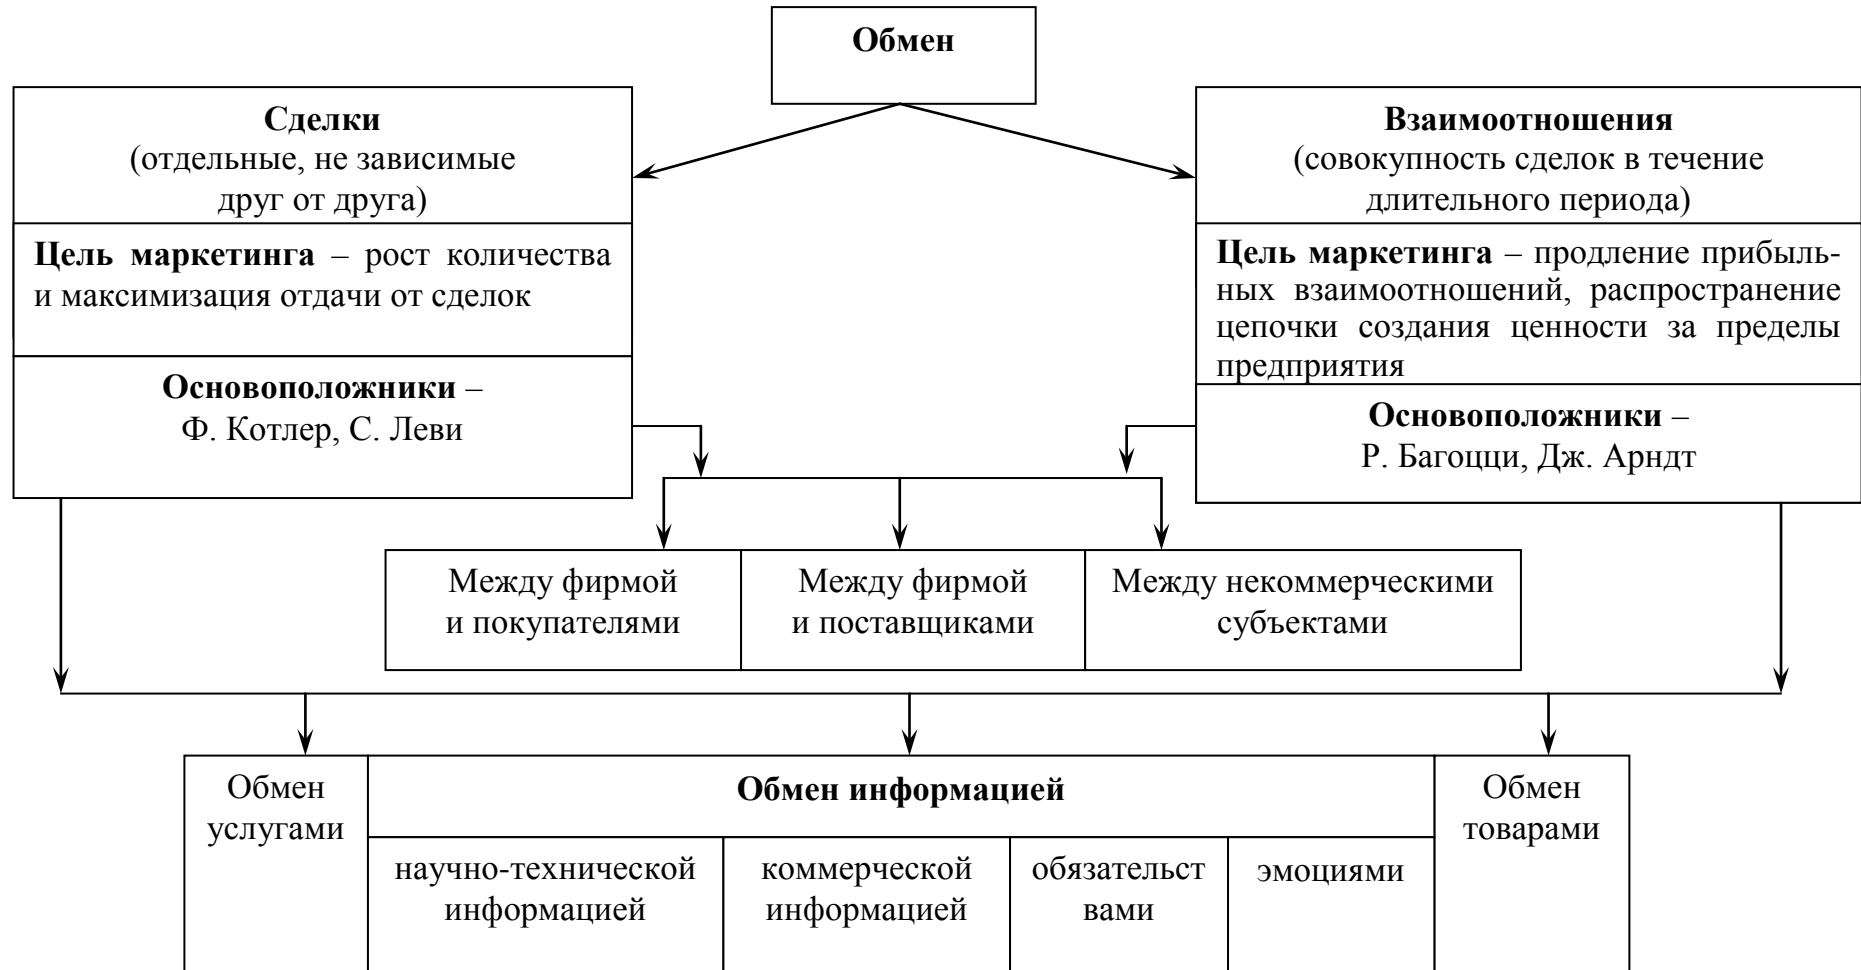 Обмен
Сделки
(отдельные, не зависимые
друг от друга)
Цель маркетинга – рост количества
и максимизация отдачи от сделок
Основоположники –
Ф. Котлер, С. Леви
Взаимоотношения
(совокупность сделок в течение
длительного периода)
Цель маркетинга – продление прибыль-
ных взаимоотношений, распространение
цепочки создания ценности за пределы
предприятия
Основоположники –
Р. Багоцци, Дж. Арндт
Между фирмой
и покупателями
Между фирмой
и поставщиками
Между некоммерческими
субъектами
Обмен
услугами
Обмен информацией
научно-технической
информацией
коммерческой
информацией
обязательст
вами
эмоциями
Обмен
товарами